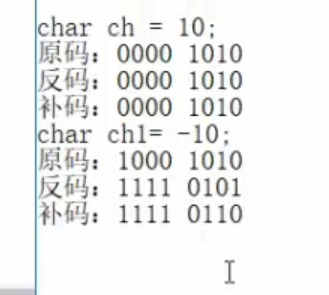 char ch = 10;
原码: 0000 1010
反码: 0000 1010
补码: 0000 1010
char ch1= -10;
原码: 1000 1010
反码: 1111 0101
补码: 1111 0110